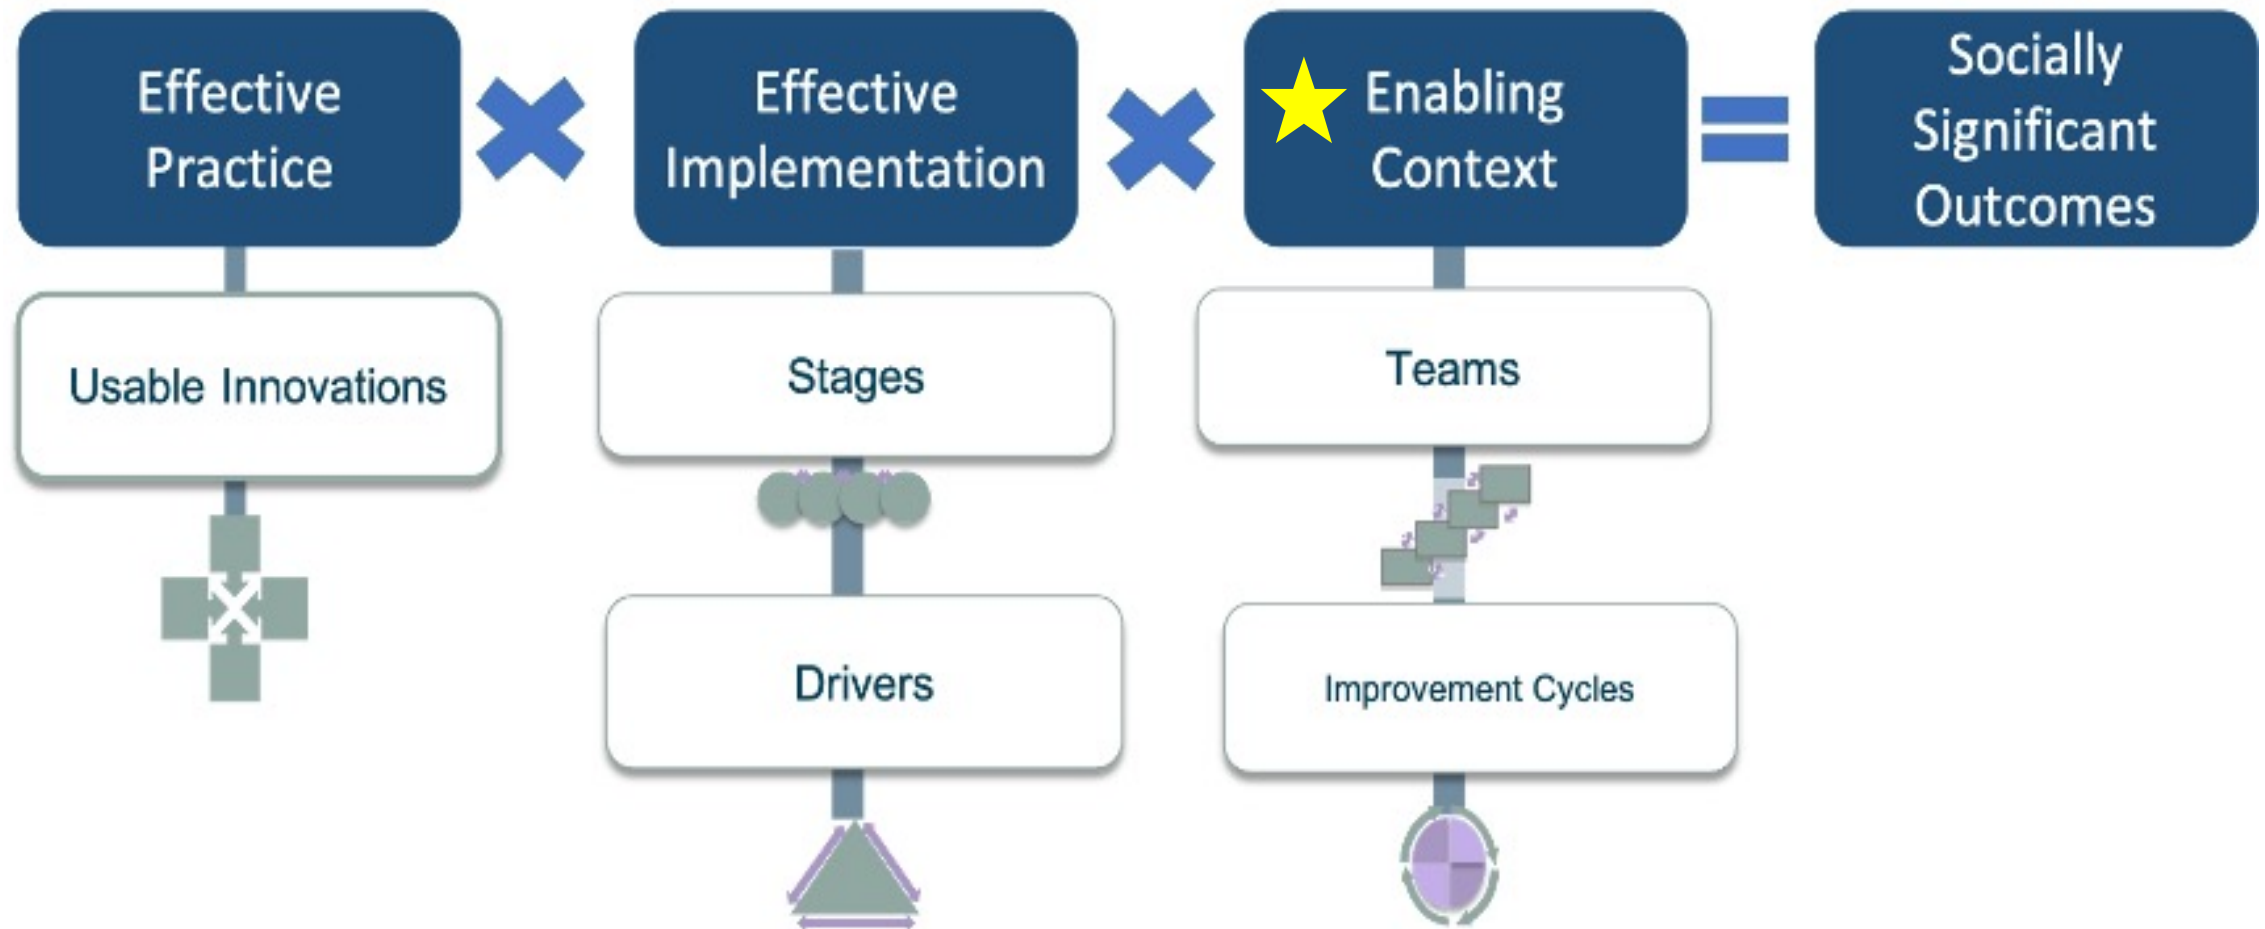 Effective
Practice
Effective
Implementation
Enabling
Context
Socially
Significant
Outcomes
Usable Innovations
Stages
Teams
Drivers
Improvement Cycles